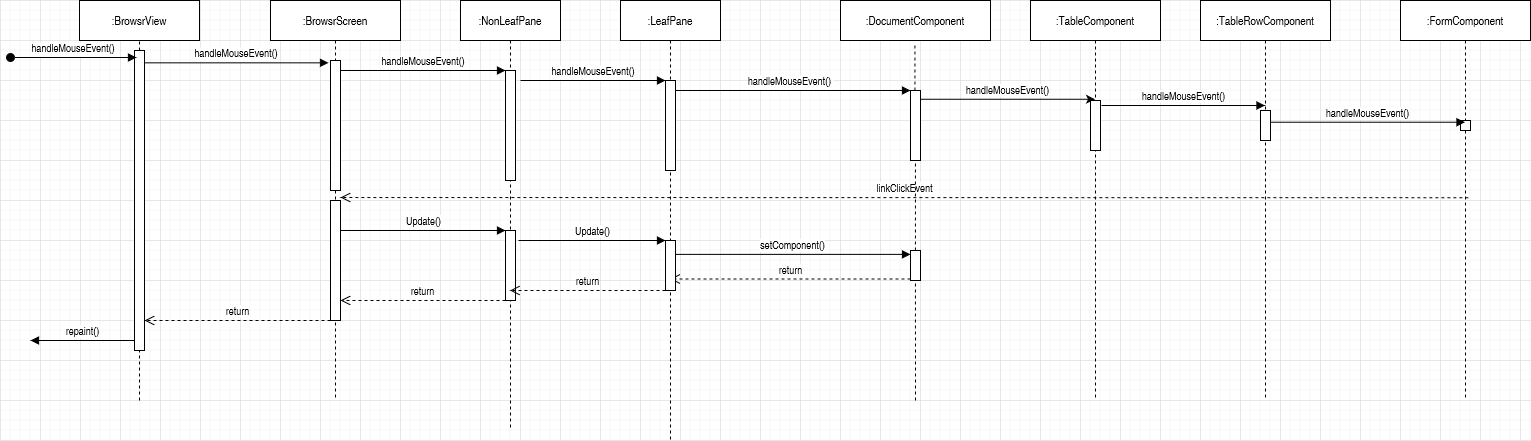 :BrowsrView
:BrowsrScreen
:NonLeafPane
:LeafPane
:DocumentComponent
:TableComponent
:TableRowComponent
:FormComponent
handleMouseEvent()
handleMouseEvent()
handleMouseEvent()
handleMouseEvent()
handleMouseEvent()
handleMouseEvent()
handleMouseEvent()
handleMouseEvent()
linkClickEvent
Update()
Update()
setComponent()
return
return
return
return
repaint()